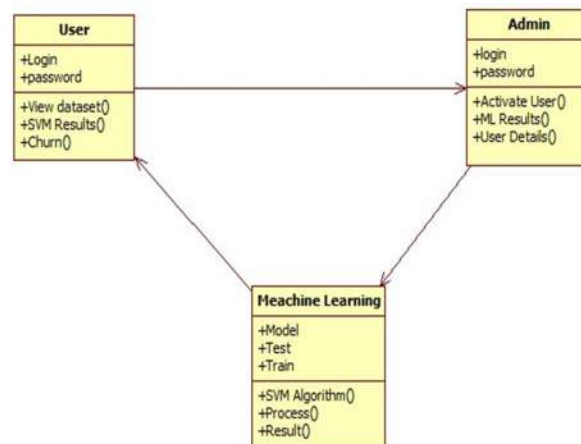 User
+Login
+password
+View dataset()
+SVM Results()
+Churn()
Admin
+login
+password
+Activate User()
+ML Results()
+User Details()
Meachine Learning
+Model
+Test
+Train
+SVM Algorithm()
+Process()
+Result()